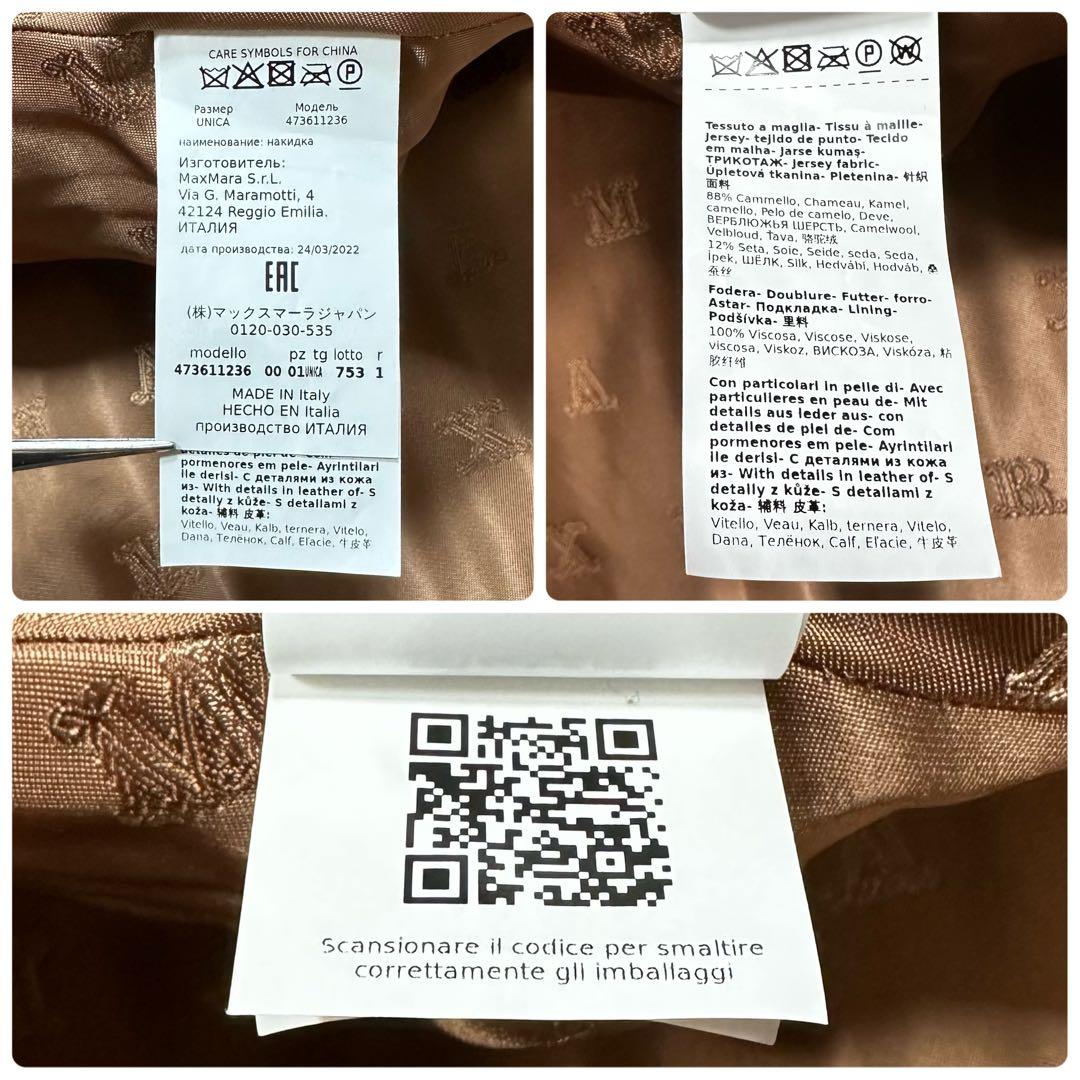 CARE SYMBOLS FOR CHINA
Размер Модель
UNICA 473611236
наименование: накидка
Изготовитель:
MaxMara S.r.L.
Via G. Maramotti, 4
42124 Reggio Emilia.
ИТАЛИЯ
дата производства: 24/03/2022
EAC
(株)マックスマーラジャパン
0120-030-535
modello pz tg lotto r
473611236 00 01 UNICA 753 1
MADE IN Italy
HECHO EN Italia
производство ИТАЛИЯ
detalles de piel de- Com
pormenores em pele- Ayrintilari
ile derisi- С деталями из кожа
из- With details in leather of- S
detaily z kůže- S detailami z
koža- 辅料 皮革:
Vitello, Veau, Kalb, ternera, Vitelo,
Dana, Телёнок, Calf, Eľacie, 牛皮革
Tessuto a maglia- Tissu à maille-
Jersey- tejido de punto- Tecido
em malha- Jarse kumaş-
ТРИКОТАЖ- Jersey fabric-
Úpletová tkanina- Pletenina- 针织
面料
88% Cammello, Chameau, Kamel,
camello, Pelo de camelo, Deve,
ВЕРБЛЮЖЬЯ ШЕРСТЬ, Camelwool,
Velbloud, Ťava, 骆驼绒
12% Seta, Soie, Seide, seda, Seda,
İpek, ШЁЛК, Silk, Hedvábí, Hodváb, 桑
蚕丝
Fodera- Doublure- Futter- forro-
Astar- Подкладка- Lining-
Podšívka- 里料
100% Viscosa, Viscose, Viskose,
viscosa, Viskoz, ВИСКОЗА, Viskóza, 粘
胶纤维
Con particolari in pelle di- Avec
particulieres en peau de- Mit
details aus leder aus- con
detalles de piel de- Com
pormenores em pele- Ayrintilari
ile derisi- С деталями из кожа
из- With details in leather of- S
detaily z kůže- S detailami z
koža- 辅料 皮革:
Vitello, Veau, Kalb, ternera, Vitelo,
Dana, Телёнок, Calf, Eľacie, 牛皮革
Scansionare il codice per smaltire
correttamente gli imballaggi